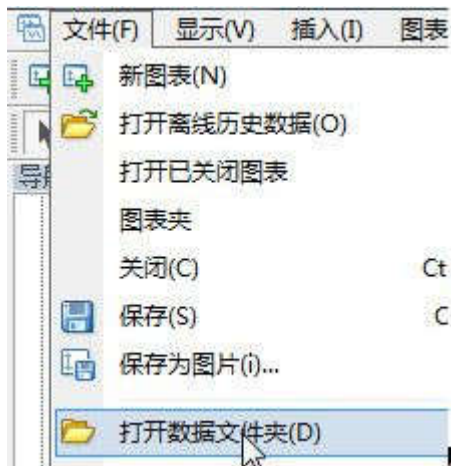 文件(F) 显示(V) 插入(I) 图表
新图表(N)
打开离线历史数据(O)
打开已关闭图表
图表夹
关闭(C) Ct
保存(S) C
保存为图片(i)...
打开数据文件夹(D)